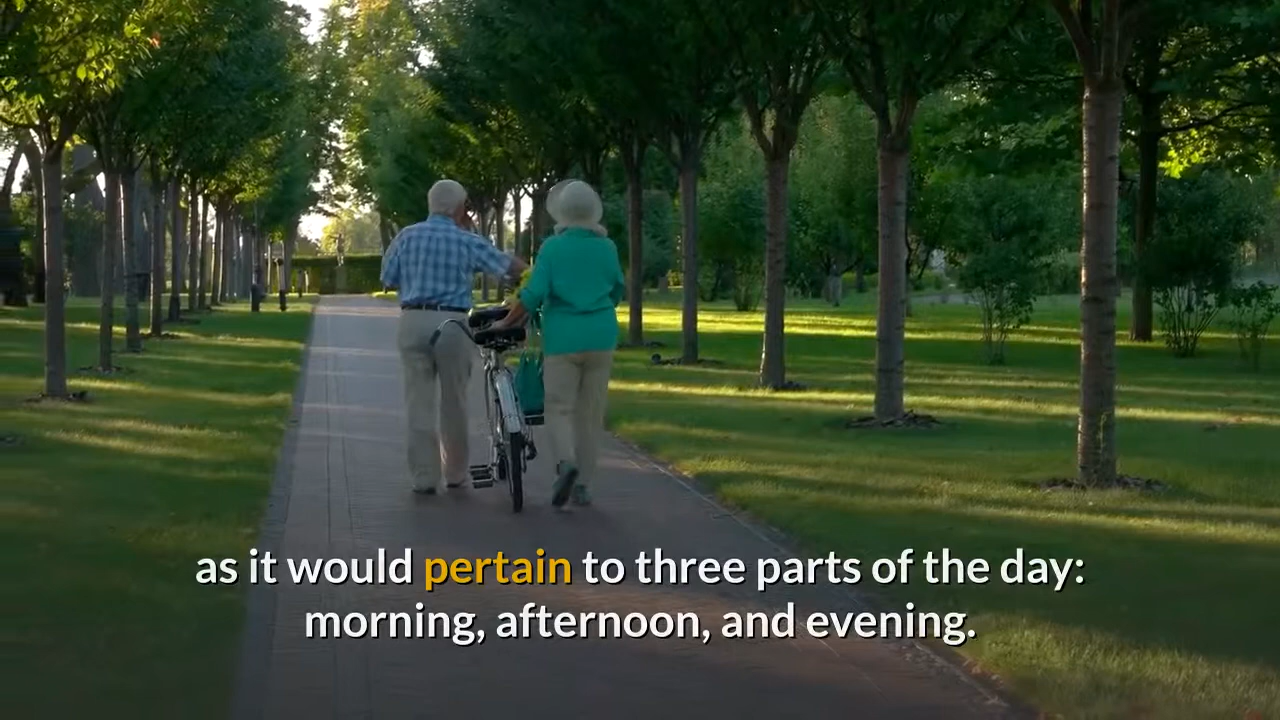 as it would pertain to three parts of the day:
morning, afternoon, and evening.